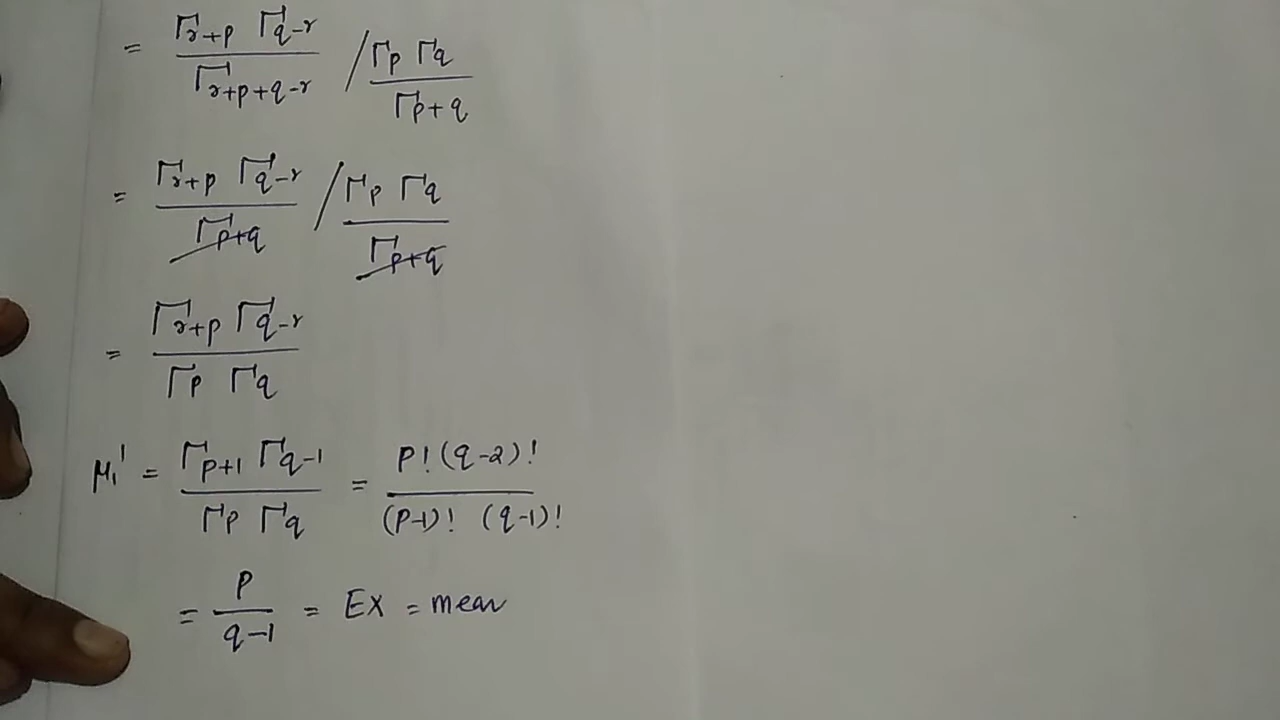 = Γr+p Γq-r / Γr+p+q-r / Γp Γq / Γp+q
= Γr+p Γq-r / Γp+q / Γp Γq / Γp+q
= Γr+p Γq-r / Γp Γq
μ₁' = Γp+1 Γq-1 / Γp Γq = p! (q-2)! / (p-1)! (q-1)!
= p / q-1 = EX = mean